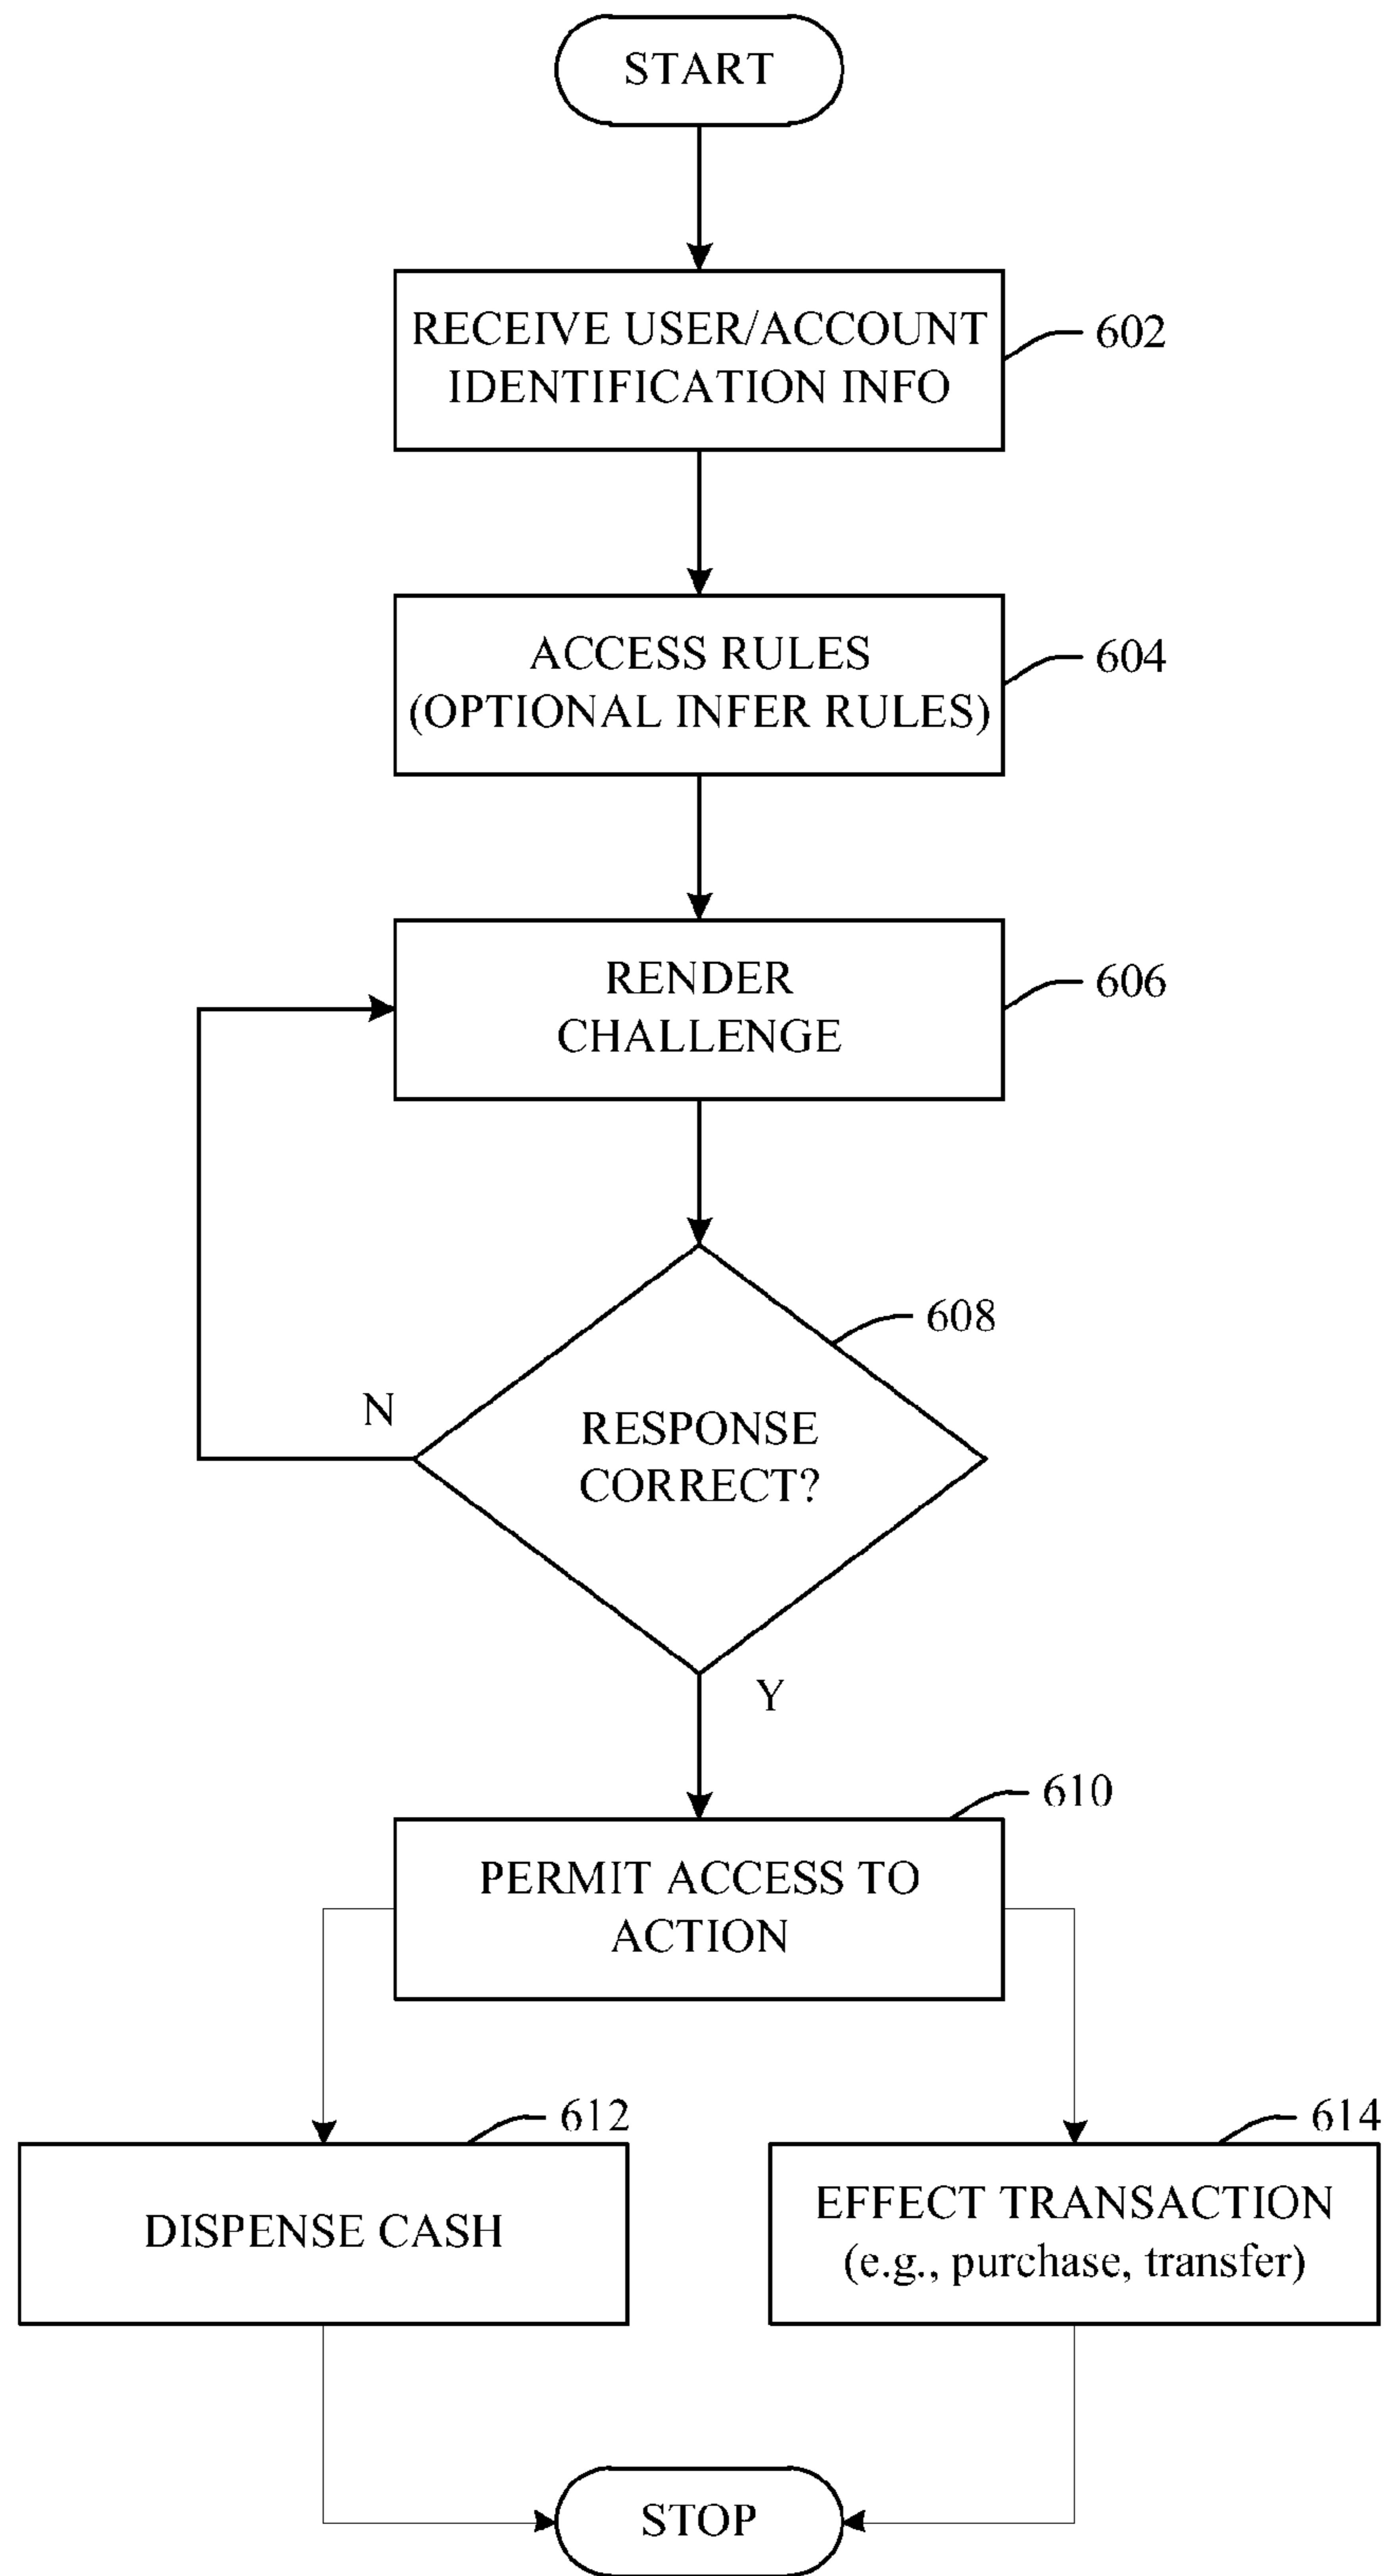 START
RECEIVE USER/ACCOUNT
IDENTIFICATION INFO
602
ACCESS RULES
(OPTIONAL INFER RULES)
604
RENDER
CHALLENGE
606
608
N
RESPONSE
CORRECT?
Y
610
PERMIT ACCESS TO
ACTION
612
614
DISPENSE CASH
EFFECT TRANSACTION
(e.g., purchase, transfer)
STOP